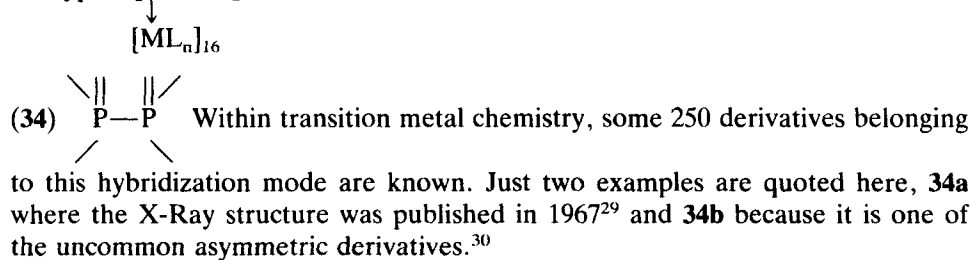 [MLₙ]₁₆
(34) P—P Within transition metal chemistry, some 250 derivatives belonging
to this hybridization mode are known. Just two examples are quoted here, 34a
where the X-Ray structure was published in 1967²⁹ and 34b because it is one of
the uncommon asymmetric derivatives.³⁰